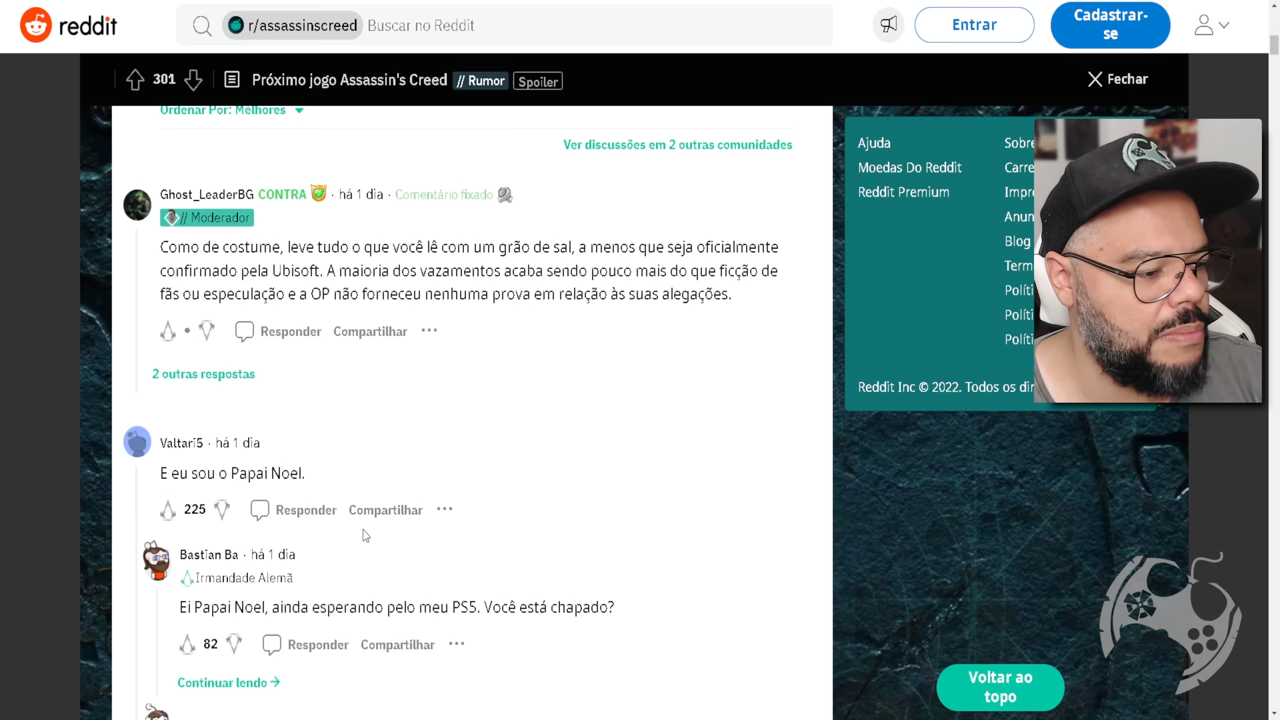 reddit
r/assassinscreed
Buscar no Reddit
Entrar
Cadastrar-
se
301
Próximo jogo Assassin's Creed
// Rumor
Spoiler
Fechar
Ordenar Por: Melhores
Ver discussões em 2 outras comunidades
Ghost_LeaderBG CONTRA · há 1 dia · Comentário fixado
// Moderador
Como de costume, leve tudo o que você lê com um grão de sal, a menos que seja oficialmente
confirmado pela Ubisoft. A maioria dos vazamentos acaba sendo pouco mais do que ficção de
fãs ou especulação e a OP não forneceu nenhuma prova em relação às suas alegações.
• Responder Compartilhar ···
2 outras respostas
Valtari5 · há 1 dia
E eu sou o Papai Noel.
225 Responder Compartilhar ···
Bastian Ba · há 1 dia
Irmandade Alemã
Ei Papai Noel, ainda esperando pelo meu PS5. Você está chapado?
82 Responder Compartilhar ···
Continuar lendo →
Ajuda
Moedas Do Reddit
Reddit Premium
Sobre
Carre
Impre
Anun
Blog
Term
Políti
Políti
Políti
Reddit Inc © 2022. Todos os dir
Voltar ao
topo